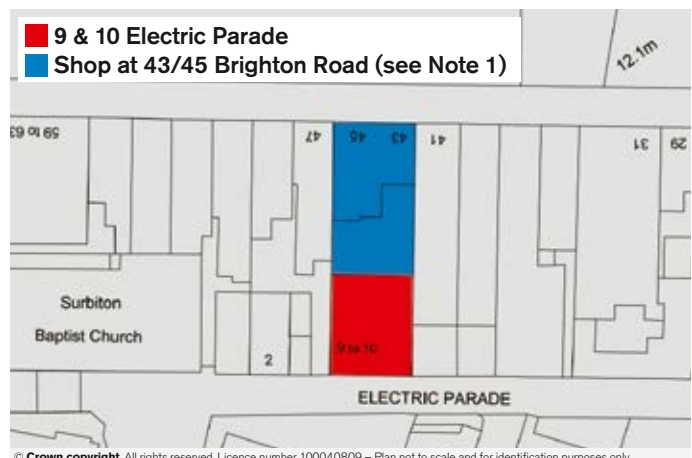 9 & 10 Electric Parade
Shop at 43/45 Brighton Road (see Note 1)
12.1m
59 to 63
47
45
43
41
31
29
Surbiton
Baptist Church
2
9 to 10
ELECTRIC PARADE
© Crown copyright. All rights reserved. Licence number 100040809 – Plan not to scale and for identification purposes only.